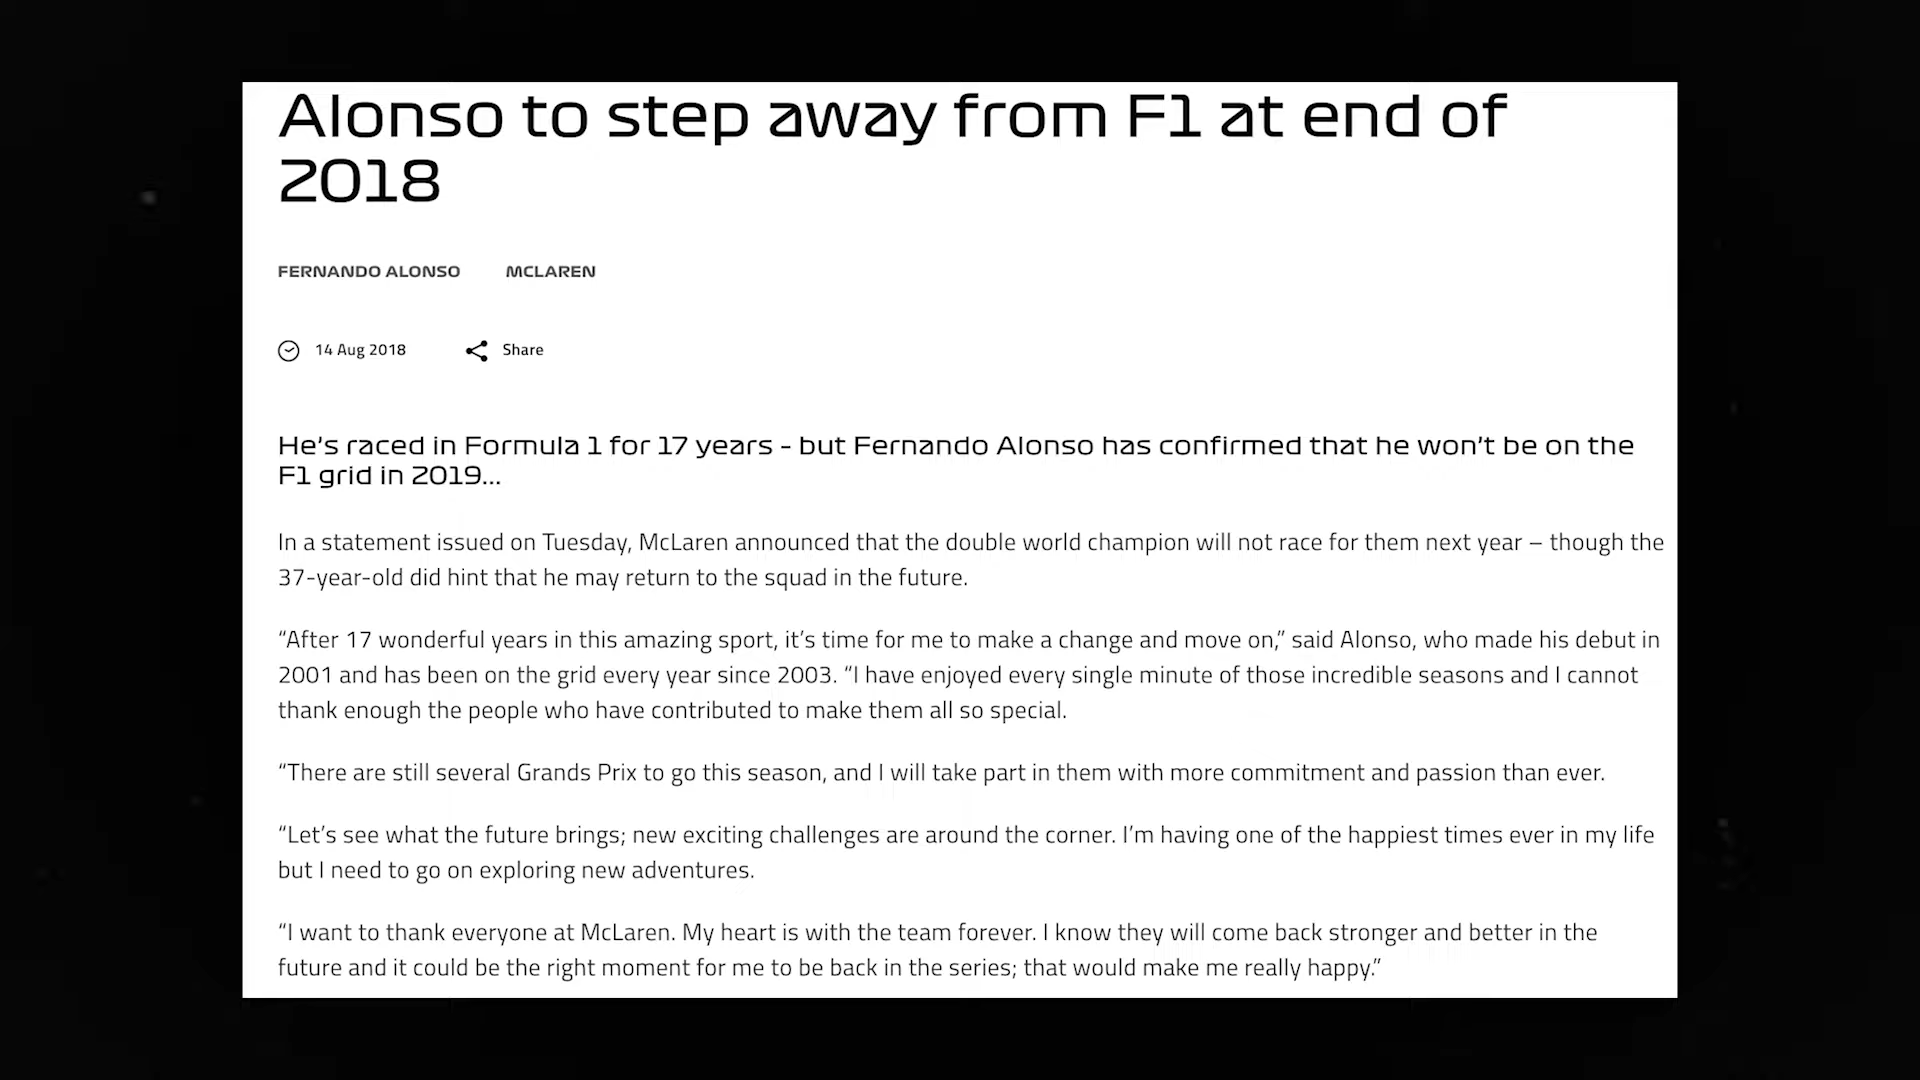 Alonso to step away from F1 at end of
2018
FERNANDO ALONSO MCLAREN
14 Aug 2018 Share
He's raced in Formula 1 for 17 years - but Fernando Alonso has confirmed that he won't be on the
F1 grid in 2019...
In a statement issued on Tuesday, McLaren announced that the double world champion will not race for them next year – though the
37-year-old did hint that he may return to the squad in the future.
“After 17 wonderful years in this amazing sport, it’s time for me to make a change and move on,” said Alonso, who made his debut in
2001 and has been on the grid every year since 2003. “I have enjoyed every single minute of those incredible seasons and I cannot
thank enough the people who have contributed to make them all so special.
“There are still several Grands Prix to go this season, and I will take part in them with more commitment and passion than ever.
“Let’s see what the future brings; new exciting challenges are around the corner. I’m having one of the happiest times ever in my life
but I need to go on exploring new adventures.
“I want to thank everyone at McLaren. My heart is with the team forever. I know they will come back stronger and better in the
future and it could be the right moment for me to be back in the series; that would make me really happy.”